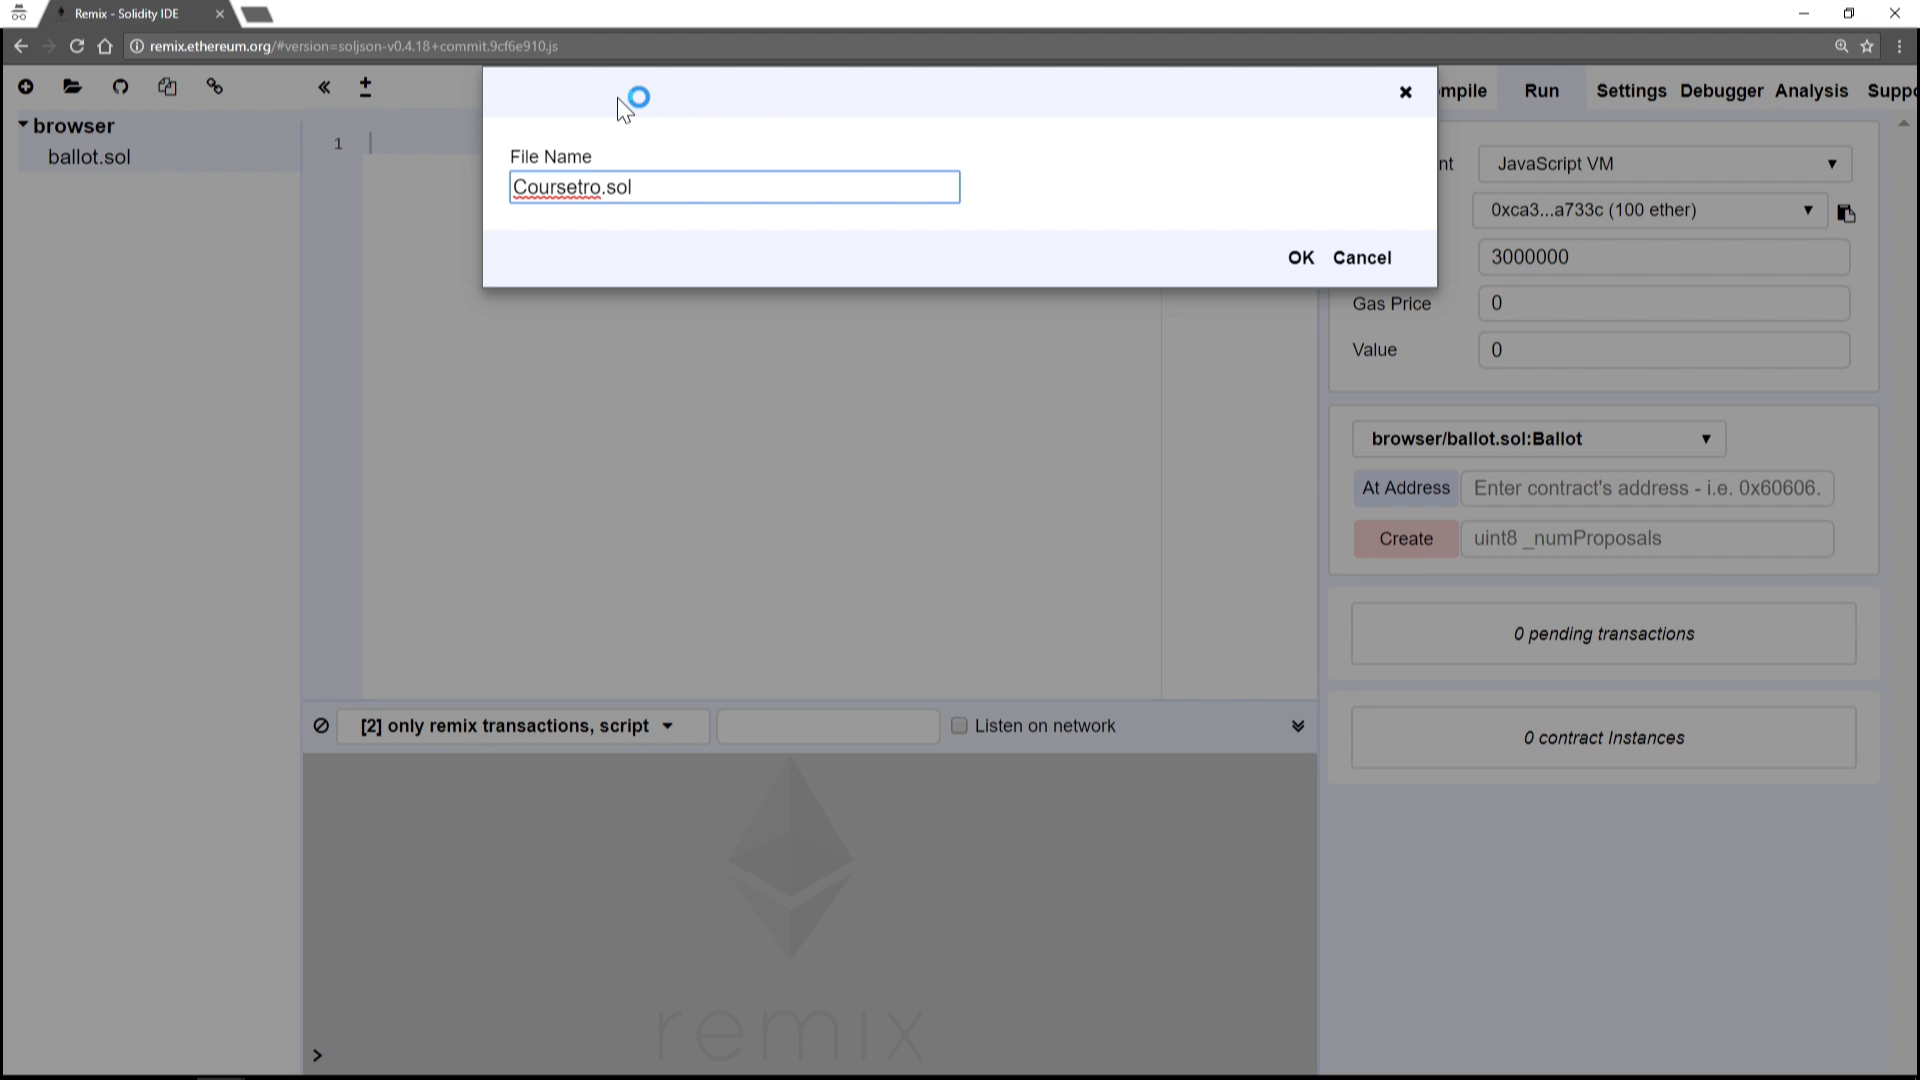 Remix - Solidity IDE
remix.ethereum.org/#version=soljson-v0.4.18+commit.9cf6e910.js
mpile Run Settings Debugger Analysis Suppo
browser
ballot.sol
1
File Name
Coursetro.sol
OK Cancel
nt JavaScript VM
0xca3...a733c (100 ether)
3000000
Gas Price 0
Value 0
browser/ballot.sol:Ballot
At Address Enter contract's address - i.e. 0x60606.
Create uint8 _numProposals
0 pending transactions
0 contract Instances
[2] only remix transactions, script
Listen on network
remix
>